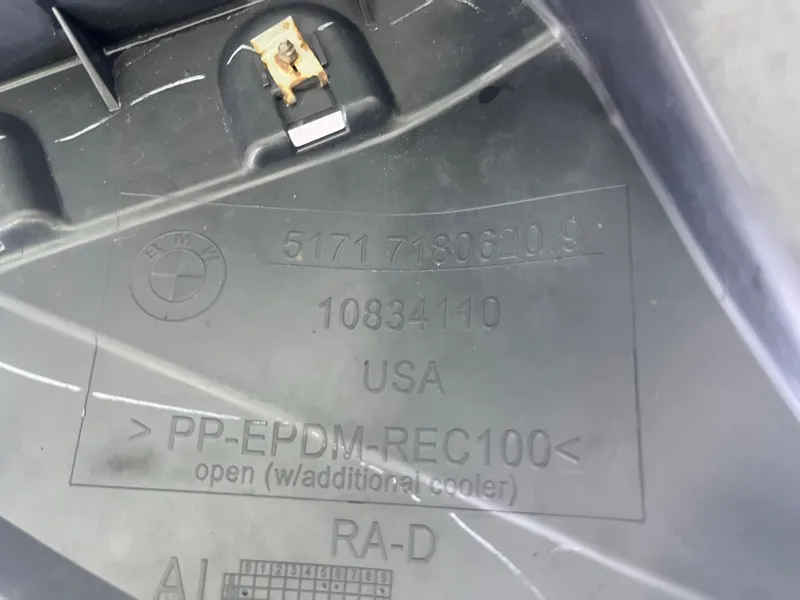 BMW
5171 7180620.9
10834110
USA
> PP-EPDM-REC100<
open (w/additional cooler)
RA-D
0 1 2 3 4 5 6 7 8 9